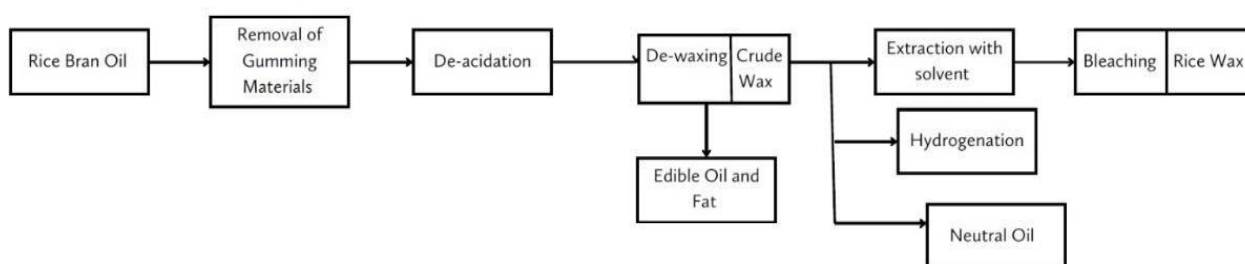 Rice Bran Oil
Removal of
Gumming
Materials
De-acidation
De-waxing
Crude
Wax
Extraction with
solvent
Bleaching
Rice Wax
Hydrogenation
Edible Oil and
Fat
Neutral Oil